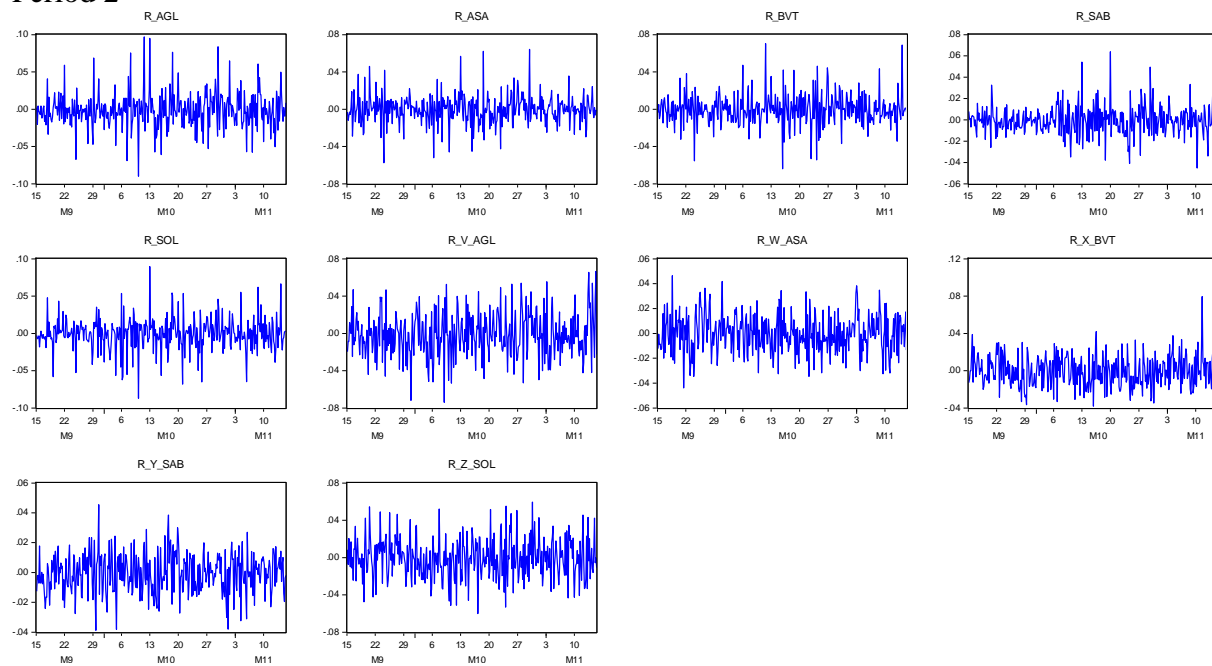 Period 2
R_AGL
.10
.05
.00
-.05
-.10
15 22 29 6 13 20 27 3 10
M9 M10 M11
R_ASA
.08
.04
.00
-.04
-.08
15 22 29 6 13 20 27 3 10
M9 M10 M11
R_BVT
.08
.04
.00
-.04
-.08
15 22 29 6 13 20 27 3 10
M9 M10 M11
R_SAB
.08
.06
.04
.02
.00
-.02
-.04
-.06
15 22 29 6 13 20 27 3 10
M9 M10 M11
R_SOL
.10
.05
.00
-.05
-.10
15 22 29 6 13 20 27 3 10
M9 M10 M11
R_V_AGL
.08
.04
.00
-.04
-.08
15 22 29 6 13 20 27 3 10
M9 M10 M11
R_W_ASA
.06
.04
.02
.00
-.02
-.04
-.06
15 22 29 6 13 20 27 3 10
M9 M10 M11
R_X_BVT
.12
.08
.04
.00
-.04
15 22 29 6 13 20 27 3 10
M9 M10 M11
R_Y_SAB
.06
.04
.02
.00
-.02
-.04
15 22 29 6 13 20 27 3 10
M9 M10 M11
R_Z_SOL
.08
.04
.00
-.04
-.08
15 22 29 6 13 20 27 3 10
M9 M10 M11